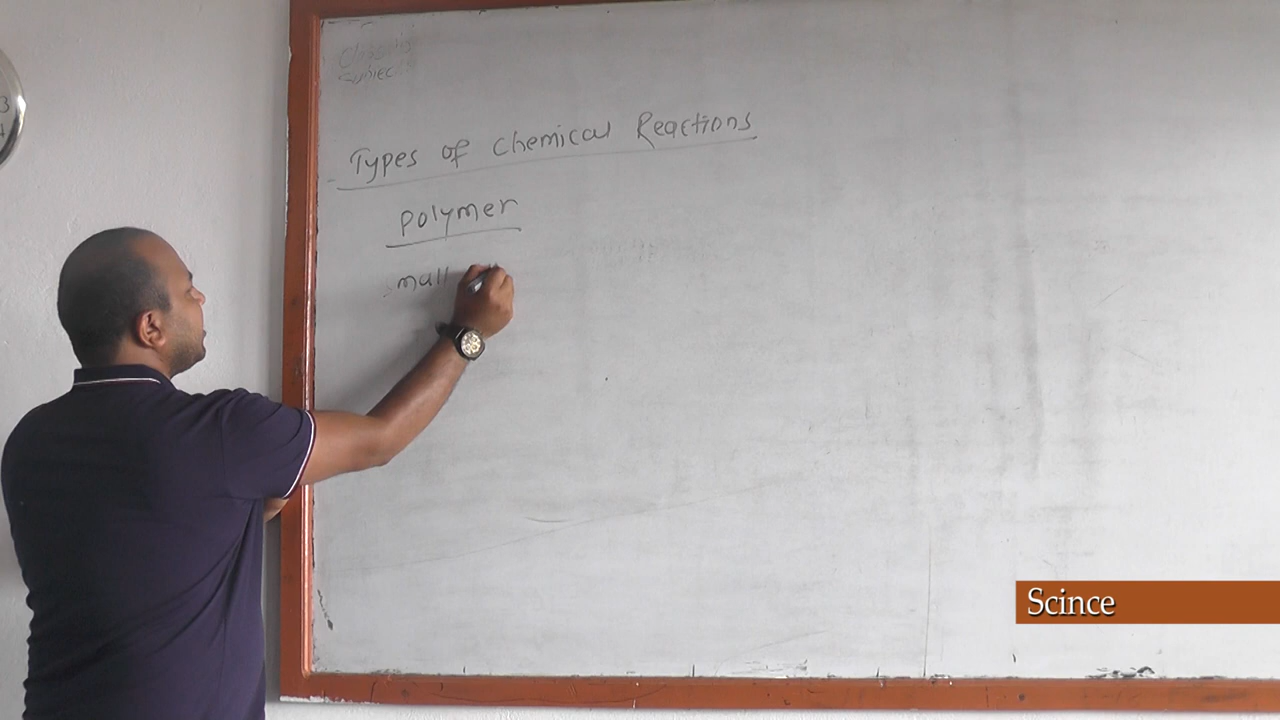 Types of chemical Reactions
polymer
mall
Scince